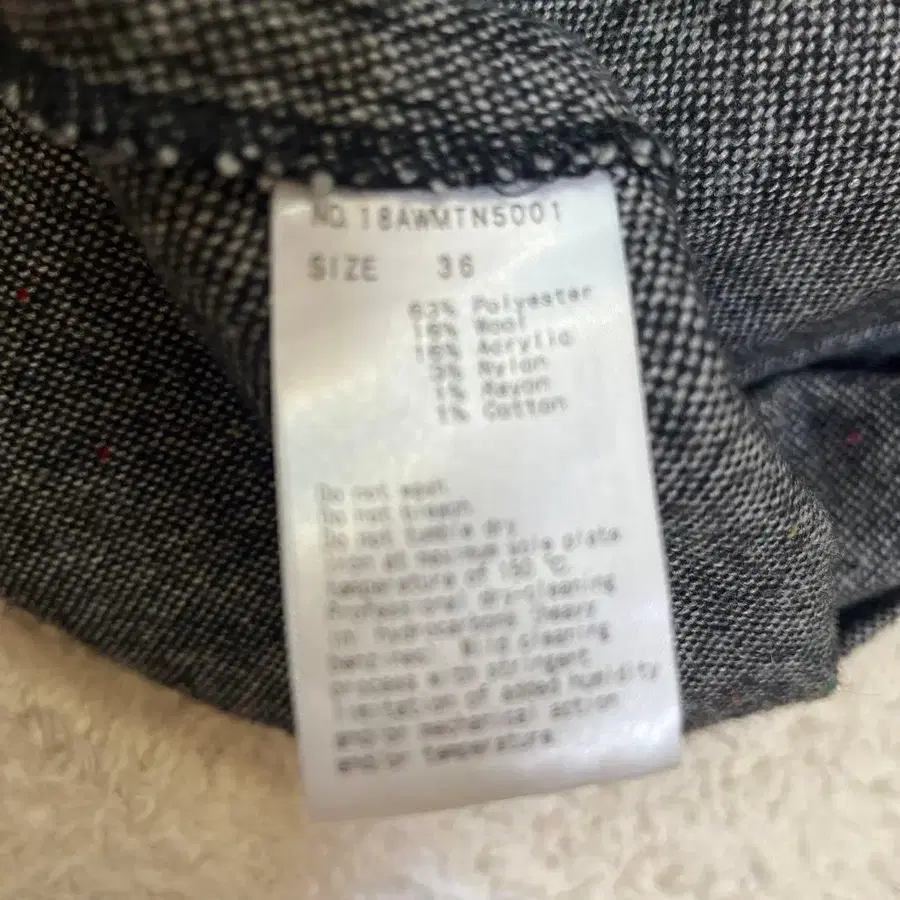 NO. 18AWMTN5001
SIZE 36
63% Polyester
16% Wool
16% Acrylic
3% Nylon
1% Rayon
1% Cotton
Do not wash
Do not bleach
Do not tumble dry
Iron at maximum sole plate
temperature of 150 °C.
Professional dry-cleaning
in hydrocarbons (heavy
benzines). Mild cleaning
process with stringent
limitation of added humidity
and/or mechanical action
and/or temperature.